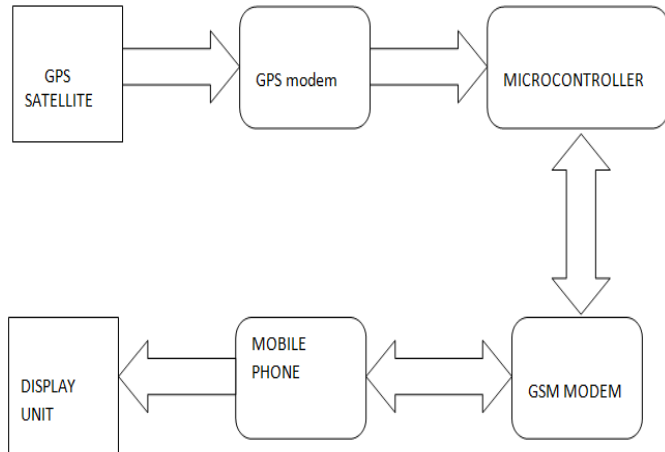 GPS
SATELLITE
GPS modem
MICROCONTROLLER
DISPLAY
UNIT
MOBILE
PHONE
GSM MODEM